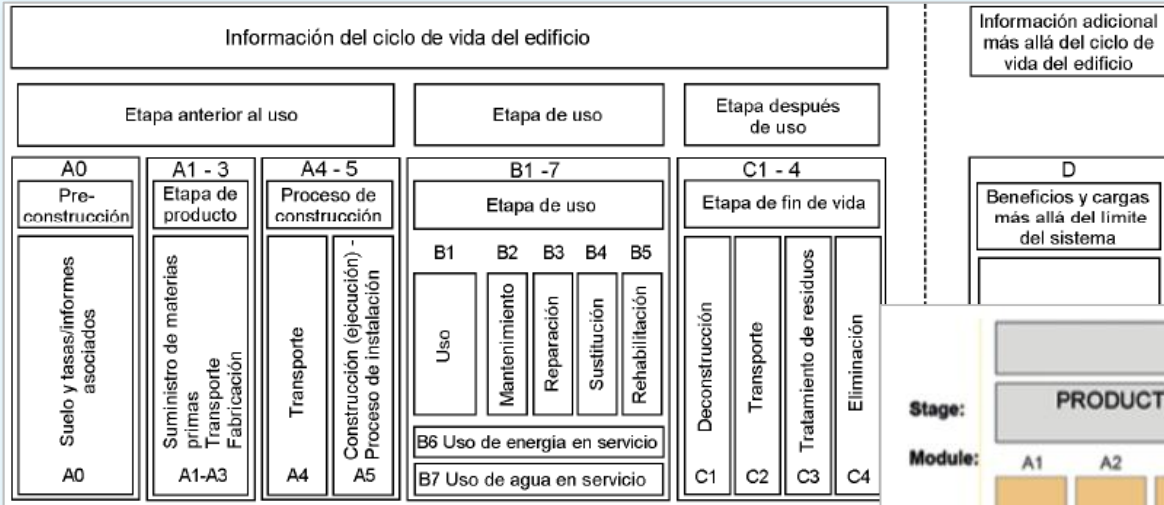 Información del ciclo de vida del edificio
Información adicional
más allá del ciclo de
vida del edificio
Etapa anterior al uso
Etapa de uso
Etapa después
de uso
A0
Pre-
construcción
A1 - 3
Etapa de
producto
A4 - 5
Proceso de
construcción
B1 -7
Etapa de uso
C1 - 4
Etapa de fin de vida
D
Beneficios y cargas
más allá del límite
del sistema
Suelo y tasas/informes
asociados
A0
Suministro de materias
primas
Transporte
Fabricación
A1-A3
Transporte
A4
Construcción (ejecución) -
Proceso de instalación
A5
B1
Uso
B2
Mantenimiento
B3
Reparación
B4
Sustitución
B5
Rehabilitación
B6 Uso de energía en servicio
B7 Uso de agua en servicio
Deconstrucción
C1
Transporte
C2
Tratamiento de residuos
C3
Eliminación
C4
Stage:
PRODUCT
Module:
A1
A2